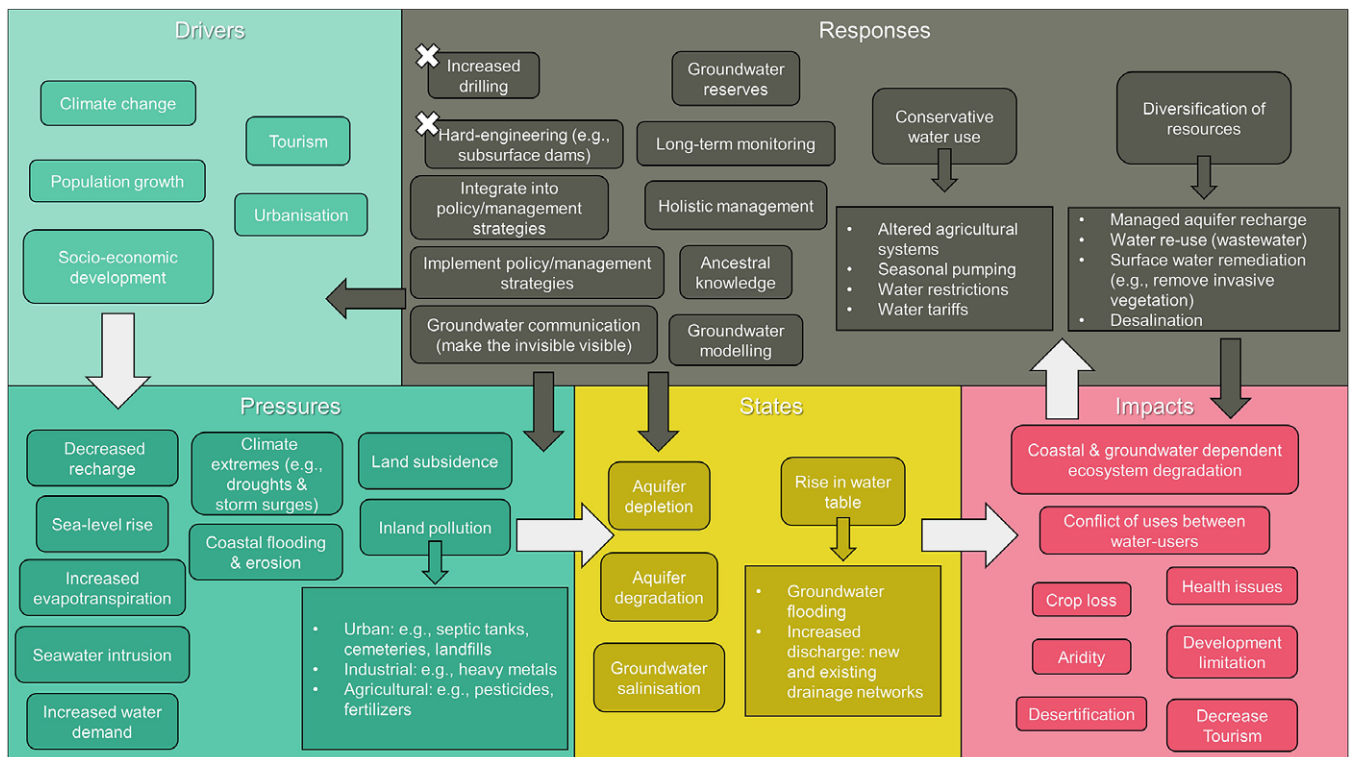 Drivers
Climate change
Tourism
Population growth
Urbanisation
Socio-economic
development
Responses
Increased
drilling
Groundwater
reserves
Hard-engineering (e.g.,
subsurface dams)
Long-term monitoring
Integrate into
policy/management
strategies
Holistic management
Implement policy/management
strategies
Ancestral
knowledge
Groundwater communication
(make the invisible visible)
Groundwater
modelling
Conservative
water use
• Altered agricultural
systems
• Seasonal pumping
• Water restrictions
• Water tariffs
Diversification of
resources
• Managed aquifer recharge
• Water re-use (wastewater)
• Surface water remediation
(e.g., remove invasive
vegetation)
• Desalination
Pressures
Decreased
recharge
Climate
extremes (e.g.,
droughts &
storm surges)
Land subsidence
Sea-level rise
Coastal flooding
& erosion
Inland pollution
Increased
evapotranspiration
Seawater intrusion
Increased water
demand
• Urban: e.g., septic tanks,
cemeteries, landfills
• Industrial: e.g., heavy metals
• Agricultural: e.g., pesticides,
fertilizers
States
Aquifer
depletion
Rise in water
table
Aquifer
degradation
Groundwater
salinisation
• Groundwater
flooding
• Increased
discharge: new
and existing
drainage networks
Impacts
Coastal & groundwater dependent
ecosystem degradation
Conflict of uses between
water-users
Crop loss
Health issues
Aridity
Development
limitation
Desertification
Decrease
Tourism